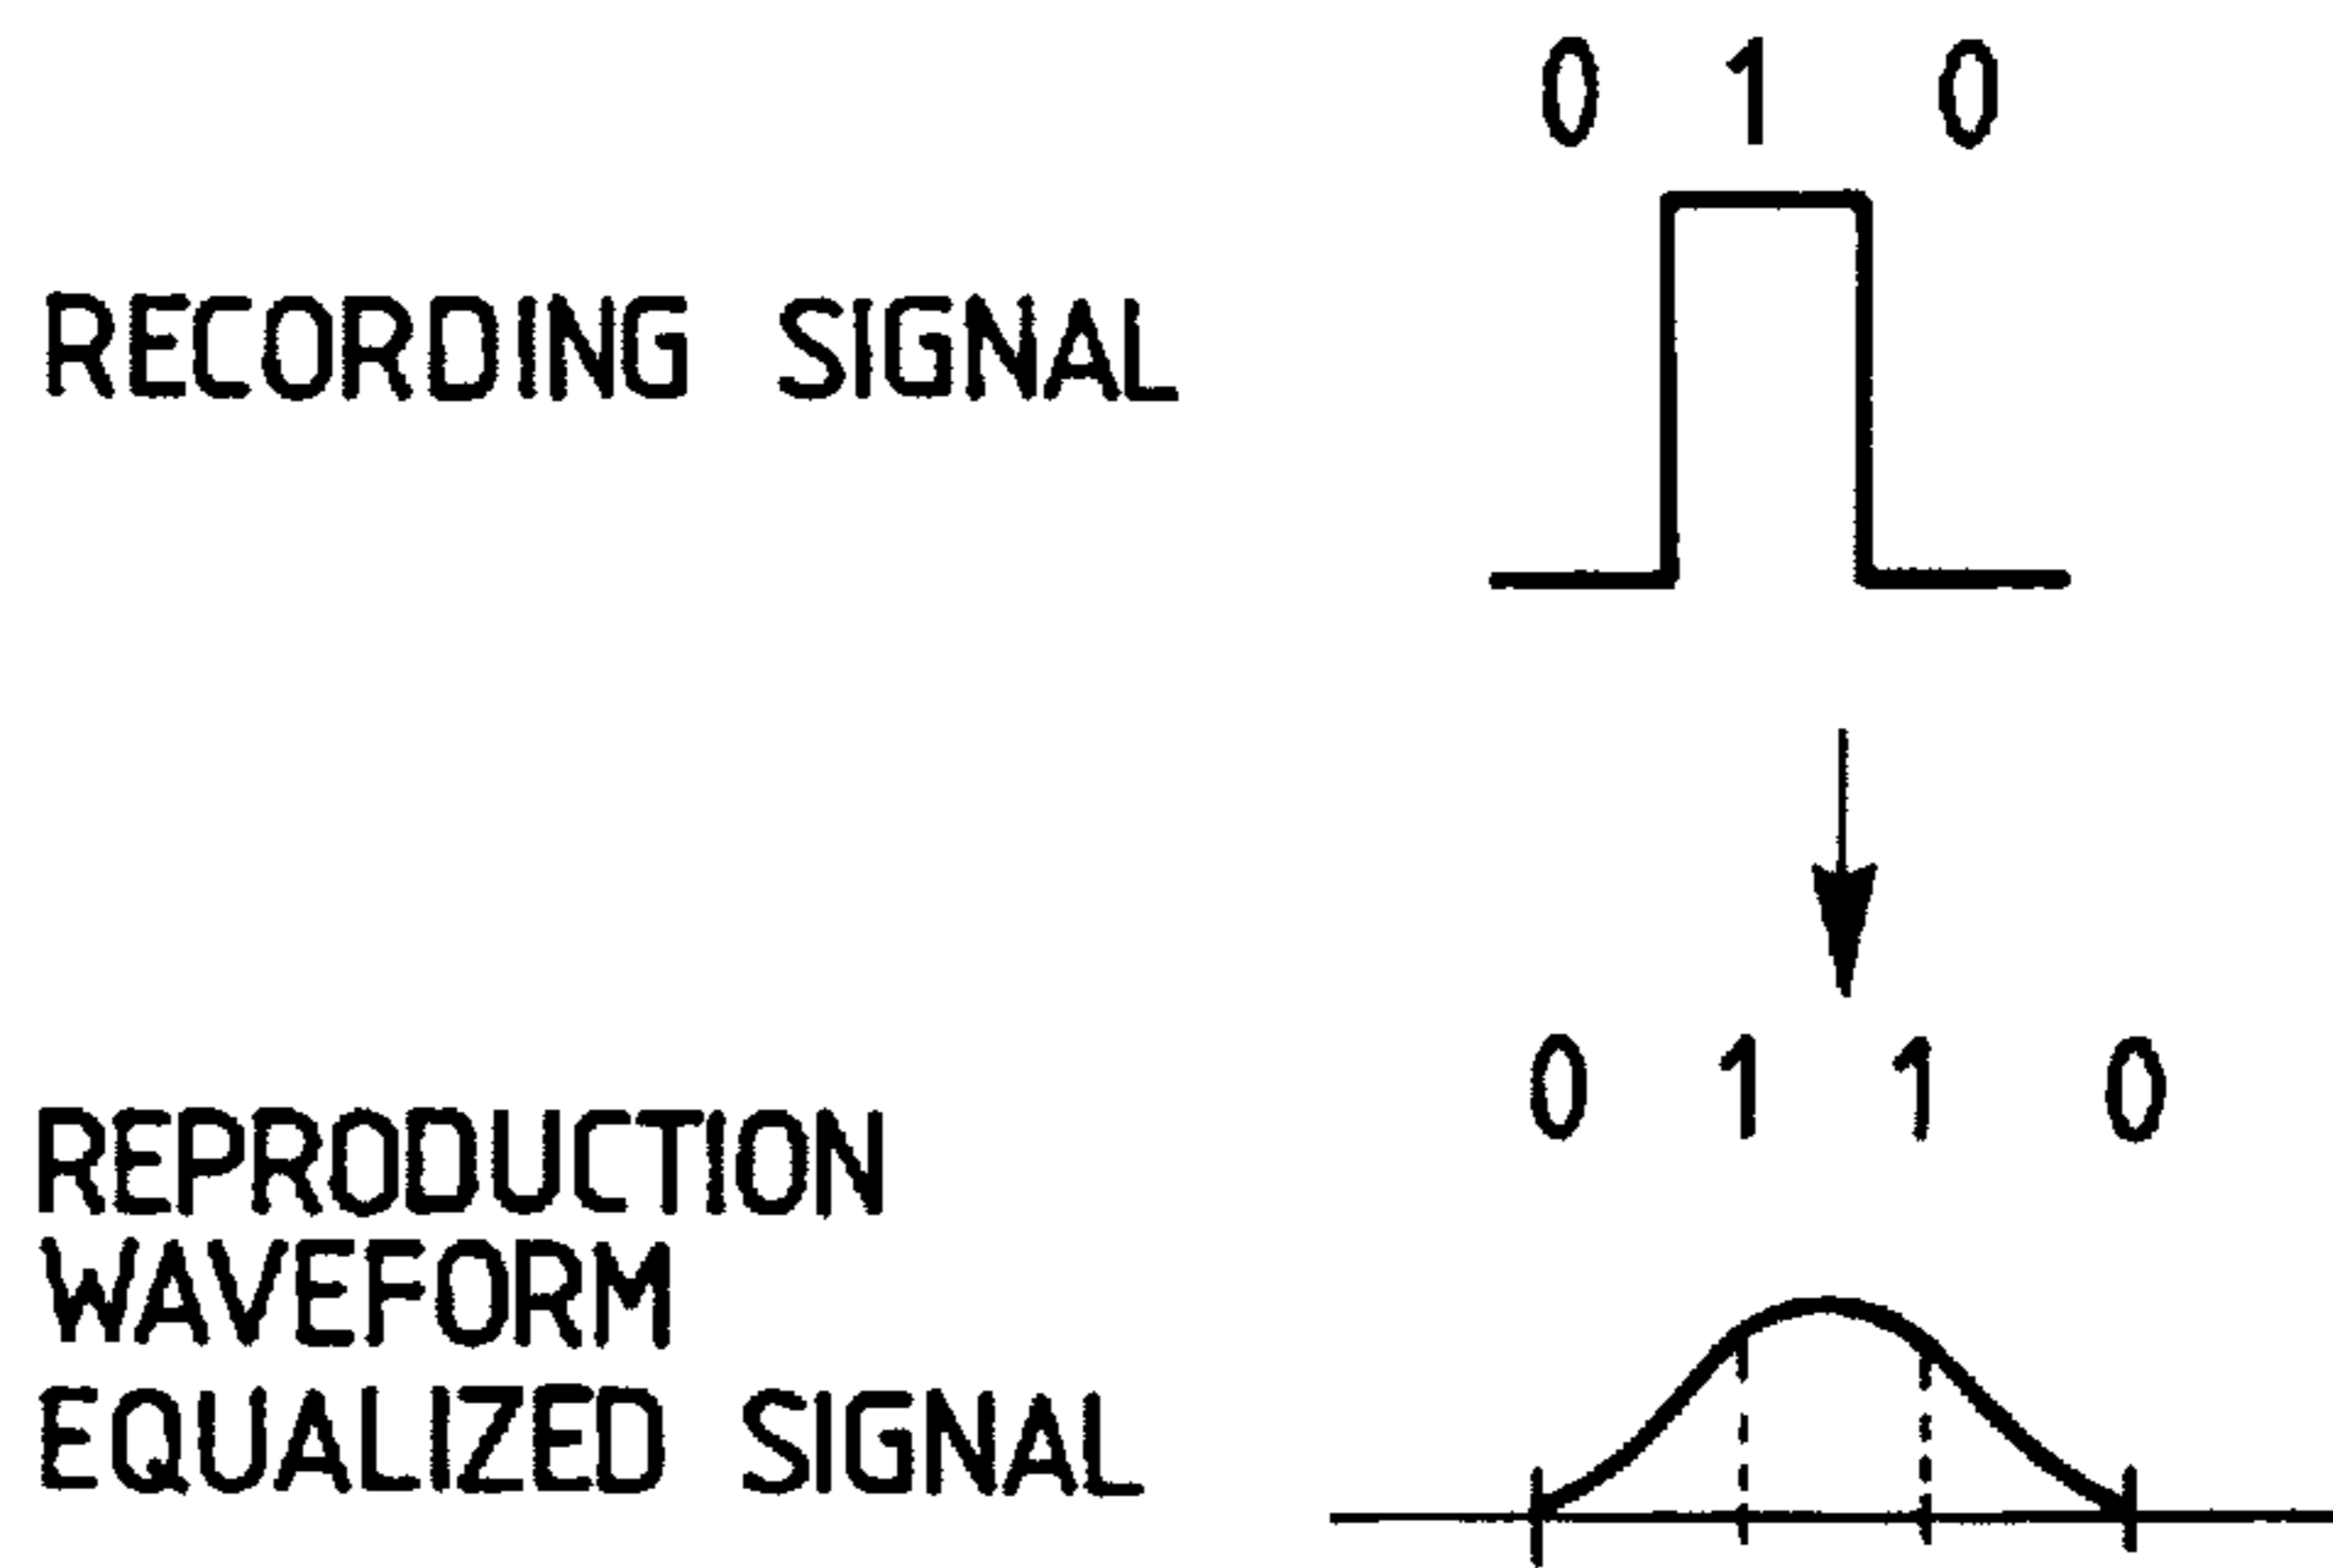 0 1 0
RECORDING SIGNAL
0 1 1 0
REPRODUCTION
WAVEFORM
EQUALIZED SIGNAL